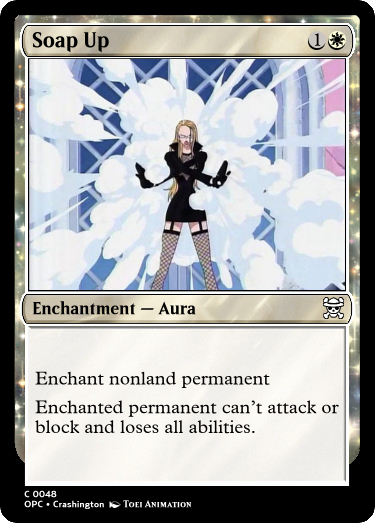 Soap Up 1
Enchantment — Aura
Enchant nonland permanent
Enchanted permanent can't attack or
block and loses all abilities.
C 0048
OPC • Crashington Toei Animation